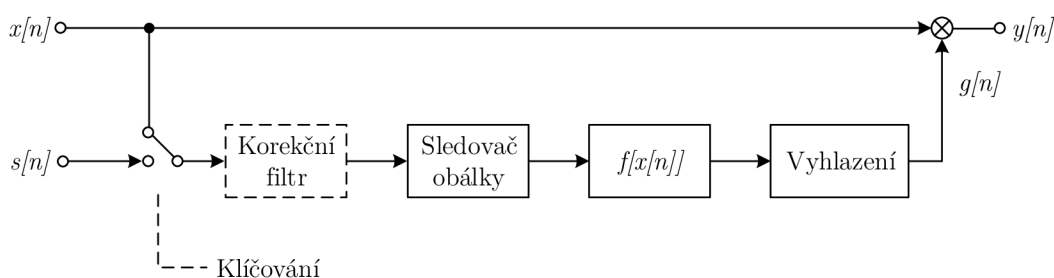 x[n]
y[n]
g[n]
s[n]
Korekční
filtr
Sledovač
obálky
f[x[n]]
Vyhlazení
Klíčování